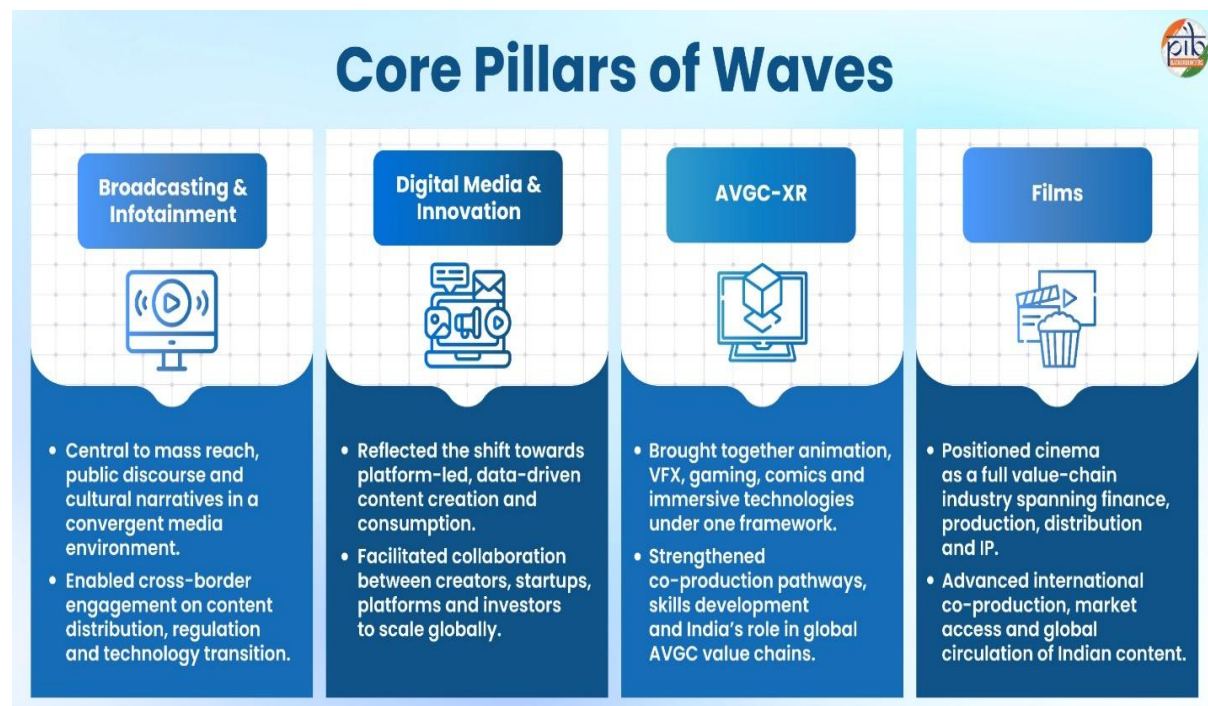 Core Pillars of Waves
pib
Broadcasting &
Infotainment
• Central to mass reach,
public discourse and
cultural narratives in a
convergent media
environment.
• Enabled cross-border
engagement on content
distribution, regulation
and technology transition.
Digital Media &
Innovation
• Reflected the shift towards
platform-led, data-driven
content creation and
consumption.
• Facilitated collaboration
between creators, startups,
platforms and investors
to scale globally.
AVGC-XR
• Brought together animation,
VFX, gaming, comics and
immersive technologies
under one framework.
• Strengthened
co-production pathways,
skills development
and India's role in global
AVGC value chains.
Films
• Positioned cinema
as a full value-chain
industry spanning finance,
production, distribution
and IP.
• Advanced international
co-production, market
access and global
circulation of Indian content.